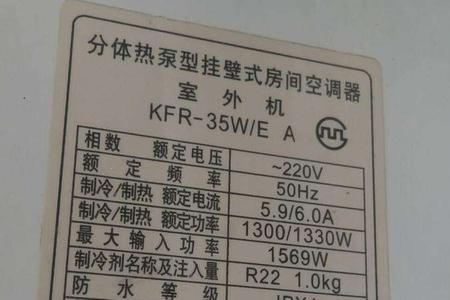 分体热泵型挂壁式房间空调器
室外机
KFR-35W/E A
相数 额定电压 ~220V
额定频率 50Hz
制冷/制热 额定电流 5.9/6.0A
制冷/制热 额定功率 1300/1330W
最大输入功率 1569W
制冷剂名称及注入量 R22 1.0kg
防水等级